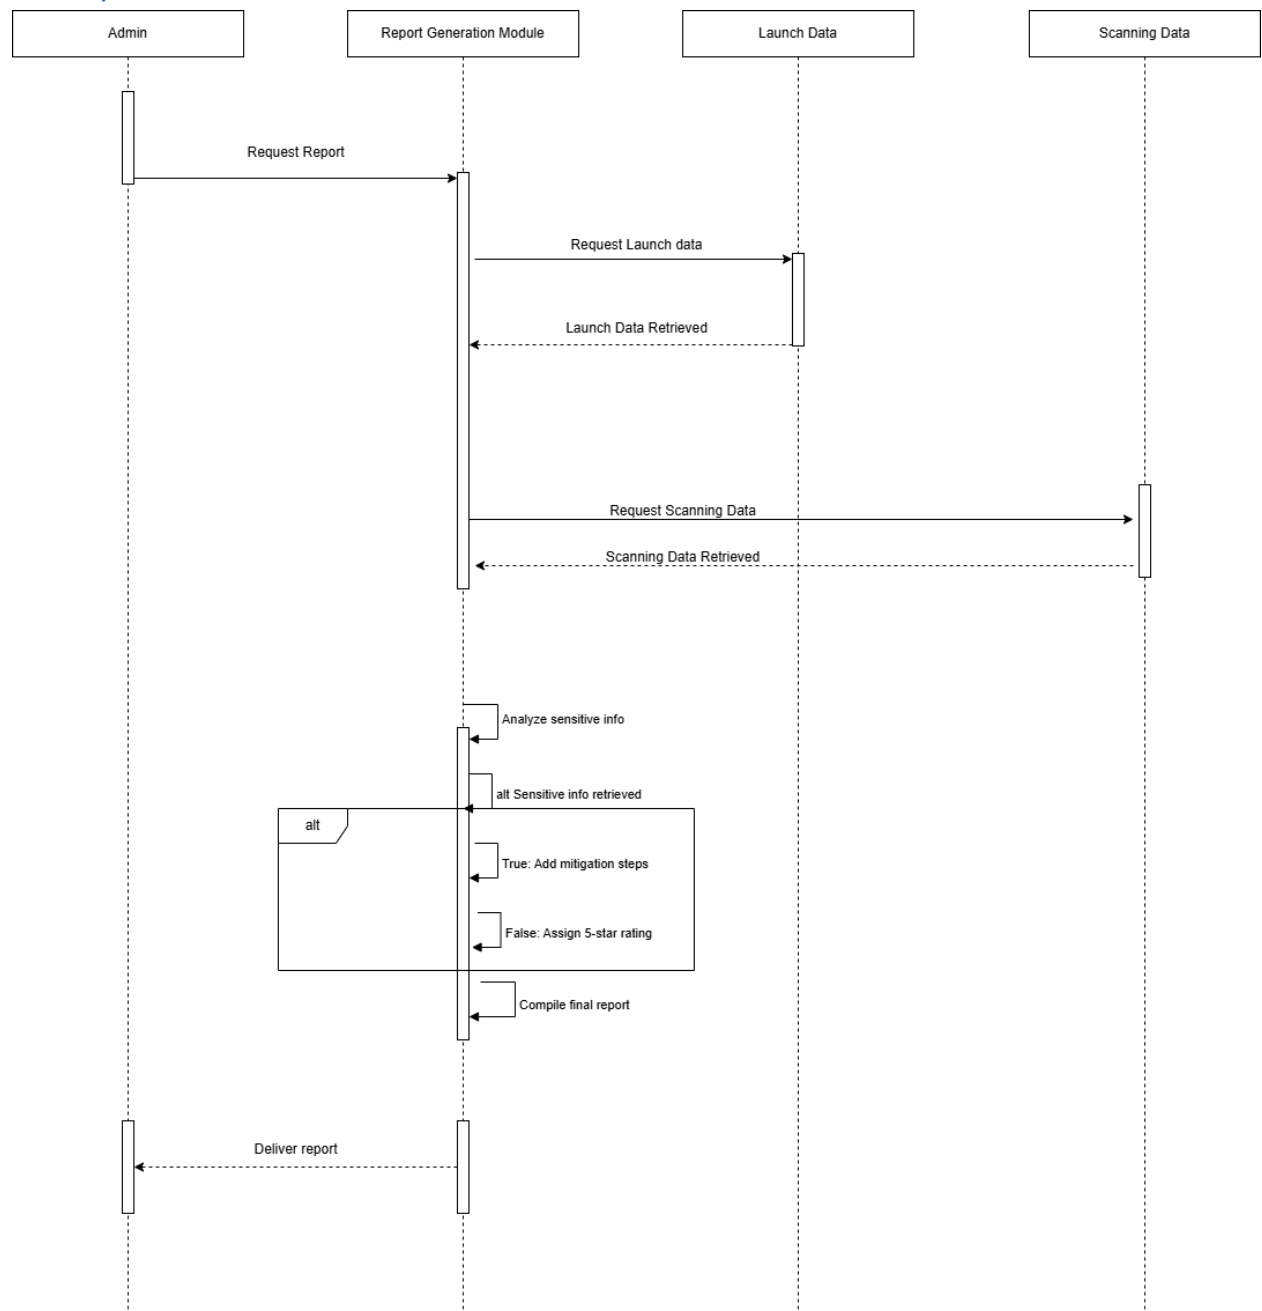 Admin
Report Generation Module
Launch Data
Scanning Data
Request Report
Request Launch data
Launch Data Retrieved
Request Scanning Data
Scanning Data Retrieved
Analyze sensitive info
alt Sensitive info retrieved
alt
True: Add mitigation steps
False: Assign 5-star rating
Compile final report
Deliver report